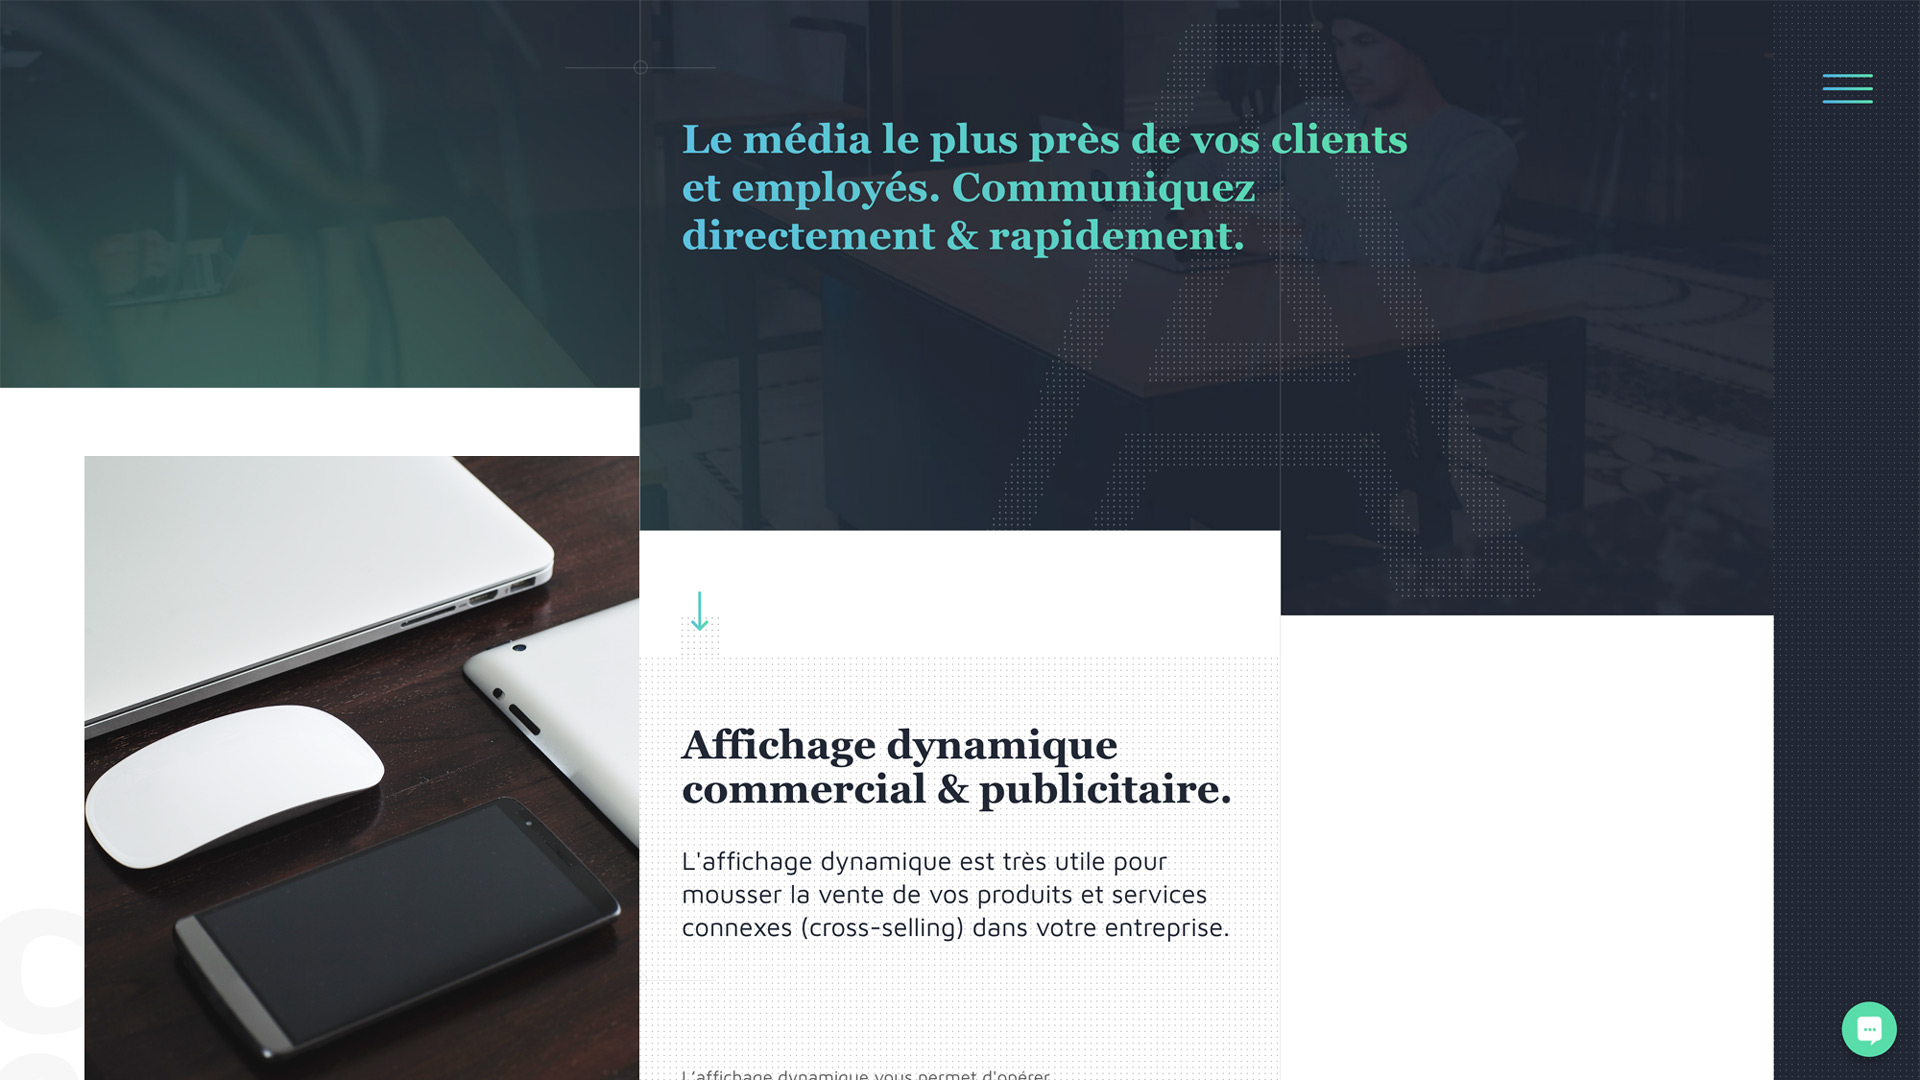 Le média le plus près de vos clients
et employés. Communiquez
directement & rapidement.
Affichage dynamique
commercial & publicitaire.
L'affichage dynamique est très utile pour
mousser la vente de vos produits et services
connexes (cross-selling) dans votre entreprise.
L’affichage dynamique vous permet d'opérer